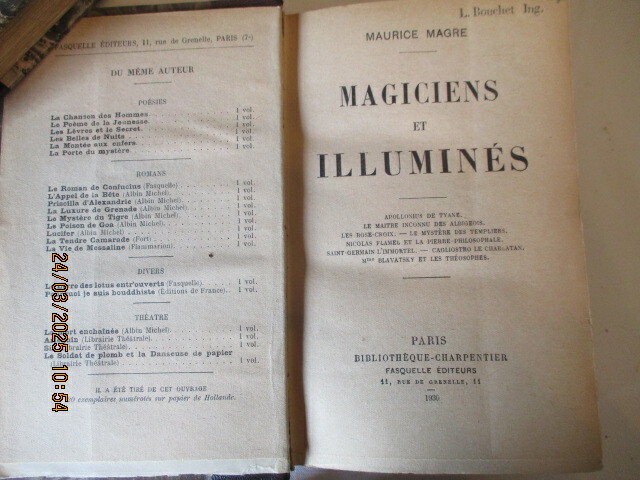 FASQUELLE ÉDITEURS, 11, rue de Grenelle, PARIS (7e)
DU MÊME AUTEUR
POÉSIES
La Chanson des Hommes 1 vol.
Le Poème de la Jeunesse 1 vol.
Les Lèvres et le Secret 1 vol.
Les Belles de Nuits 1 vol.
La Montée aux enfers 1 vol.
La Porte du mystère 1 vol.
ROMANS
Le Roman de Confucius (Fasquelle) 1 vol.
L'Appel de la Bête (Albin Michel) 1 vol.
Priscilla d'Alexandrie (Albin Michel) 1 vol.
La Luxure de Grenade (Albin Michel) 1 vol.
Le Mystère du Tigre (Albin Michel) 1 vol.
Le Poison de Goa (Albin Michel) 1 vol.
Lucifer (Albin Michel) 1 vol.
La Tendre Camarade (Fort) 1 vol.
La Vie de Messaline (Flammarion) 1 vol.
DIVERS
des lotus entr'ouverts (Fasquelle) 1 vol.
je suis bouddhiste (Éditions de France) 1 vol.
THÉÂTRE
enchaînée (Albin Michel) 1 vol.
(Librairie Théâtrale) 1 vol.
(Librairie Théâtrale) 1 vol.
Le Soldat de plomb et la Danseuse de papier
(Librairie Théâtrale) 1 vol.
IL A ÉTÉ TIRÉ DE CET OUVRAGE
exemplaires numérotés sur papier de Hollande.
24/03/2025 10:54
L. Bouchet Ing.
MAURICE MAGRE
MAGICIENS
ET
ILLUMINÉS
APOLLONIUS DE TYANE.
LE MAITRE INCONNU DES ALBIGEOIS.
LES ROSE-CROIX. — LE MYSTÈRE DES TEMPLIERS.
NICOLAS FLAMEL ET LA PIERRE PHILOSOPHALE.
SAINT-GERMAIN L'IMMORTEL. — CAGLIOSTRO LE CHARLATAN.
Mme BLAVATSKY ET LES THÉOSOPHES.
PARIS
BIBLIOTHÈQUE-CHARPENTIER
FASQUELLE ÉDITEURS
11, RUE DE GRENELLE, 11
1930